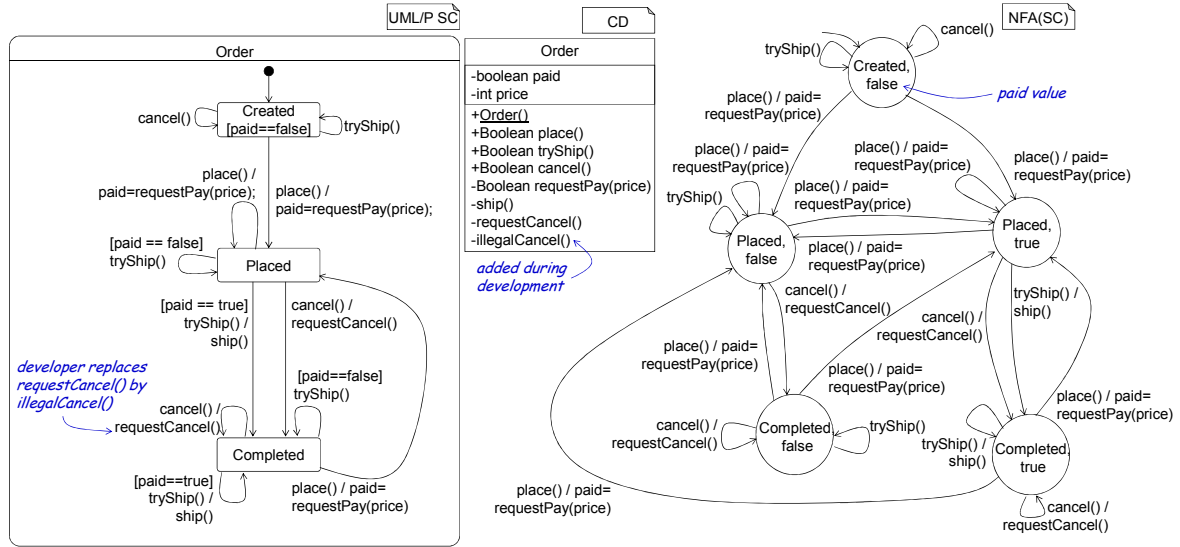 UML/P SC
Order
Created
[paid==false]
cancel()
tryShip()
place() /
paid=requestPay(price);
place() /
paid=requestPay(price);
[paid == false]
tryShip()
Placed
[paid == true]
tryShip() /
ship()
cancel() /
requestCancel()
developer replaces
requestCancel() by
illegalCancel()
cancel() /
requestCancel()
[paid==false]
tryShip()
Completed
[paid==true]
tryShip() /
ship()
place() / paid=
requestPay(price)
CD
Order
-boolean paid
-int price
+Order()
+Boolean place()
+Boolean tryShip()
+Boolean cancel()
-Boolean requestPay(price)
-ship()
-requestCancel()
-illegalCancel()
added during
development
NFA(SC)
tryShip()
cancel()
Created,
false
paid value
place() / paid=
requestPay(price)
place() / paid=
requestPay(price)
place() / paid=
requestPay(price)
tryShip()
place() / paid=
requestPay(price)
Placed,
false
Placed,
true
place() / paid=
requestPay(price)
cancel() /
requestCancel()
tryShip() /
ship()
cancel() /
requestCancel()
place() / paid=
requestPay(price)
place() / paid=
requestPay(price)
place() / paid=
requestPay(price)
cancel() /
requestCancel()
Completed,
false
tryShip()
tryShip() /
ship()
Completed,
true
place() / paid=
requestPay(price)
cancel() /
requestCancel()